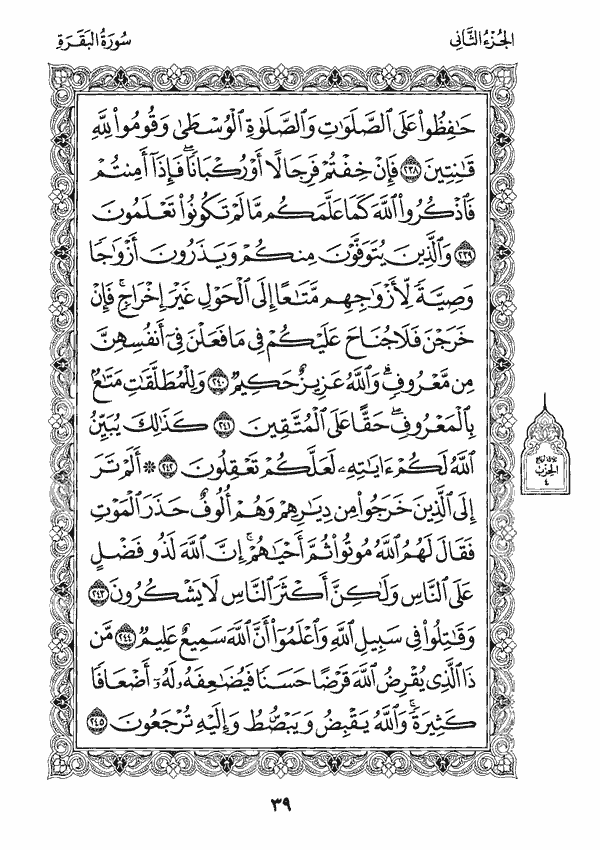 الجُزْءُ الثَّانِي
سُورَةُ البَقَرَةِ
حَٰفِظُوا۟ عَلَى ٱلصَّلَوَٰتِ وَٱلصَّلَوٰةِ ٱلْوُسْطَىٰ وَقُومُوا۟ لِلَّهِ
قَٰنِتِينَ ٢٣٨ فَإِنْ خِفْتُمْ فَرِجَالًا أَوْ رُكْبَانًا ۖ فَإِذَآ أَمِنتُمْ
فَٱذْكُرُوا۟ ٱللَّهَ كَمَا عَلَّمَكُم مَّا لَمْ تَكُونُوا۟ تَعْلَمُونَ
٢٣٩ وَٱلَّذِينَ يُتَوَفَّوْنَ مِنكُمْ وَيَذَرُونَ أَزْوَٰجًا
وَصِيَّةً لِّأَزْوَٰجِهِم مَّتَٰعًا إِلَى ٱلْحَوْلِ غَيْرَ إِخْرَاجٍ ۚ فَإِنْ
خَرَجْنَ فَلَا جُنَاحَ عَلَيْكُمْ فِى مَا فَعَلْنَ فِىٓ أَنفُسِهِنَّ
مِن مَّعْرُوفٍ ۗ وَٱللَّهُ عَزِيزٌ حَكِيمٌ ٢٤٠ وَلِلْمُطَلَّقَٰتِ مَتَٰعٌۢ
بِٱلْمَعْرُوفِ ۖ حَقًّا عَلَى ٱلْمُتَّقِينَ ٢٤١ كَذَٰلِكَ يُبَيِّنُ
ٱللَّهُ لَكُمْ ءَايَٰتِهِۦ لَعَلَّكُمْ تَعْقِلُونَ ٢٤٢ ۞ أَلَمْ تَرَ
إِلَى ٱلَّذِينَ خَرَجُوا۟ مِن دِيَٰرِهِمْ وَهُمْ أُلُوفٌ حَذَرَ ٱلْمَوْتِ
فَقَالَ لَهُمُ ٱللَّهُ مُوتُوا۟ ثُمَّ أَحْيَٰهُمْ ۚ إِنَّ ٱللَّهَ لَذُو فَضْلٍ
عَلَى ٱلنَّاسِ وَلَٰكِنَّ أَكْثَرَ ٱلنَّاسِ لَا يَشْكُرُونَ ٢٤٣
وَقَٰتِلُوا۟ فِى سَبِيلِ ٱللَّهِ وَٱعْلَمُوٓا۟ أَنَّ ٱللَّهَ سَمِيعٌ عَلِيمٌ ٢٤٤ مَّن
ذَا ٱلَّذِى يُقْرِضُ ٱللَّهَ قَرْضًا حَسَنًا فَيُضَٰعِفَهُۥ لَهُۥٓ أَضْعَافًا
كَثِيرَةً ۚ وَٱللَّهُ يَقْبِضُ وَيَبْصُۜطُ وَإِلَيْهِ تُرْجَعُونَ ٢٤٥
الحِزْب
٤
٣٩